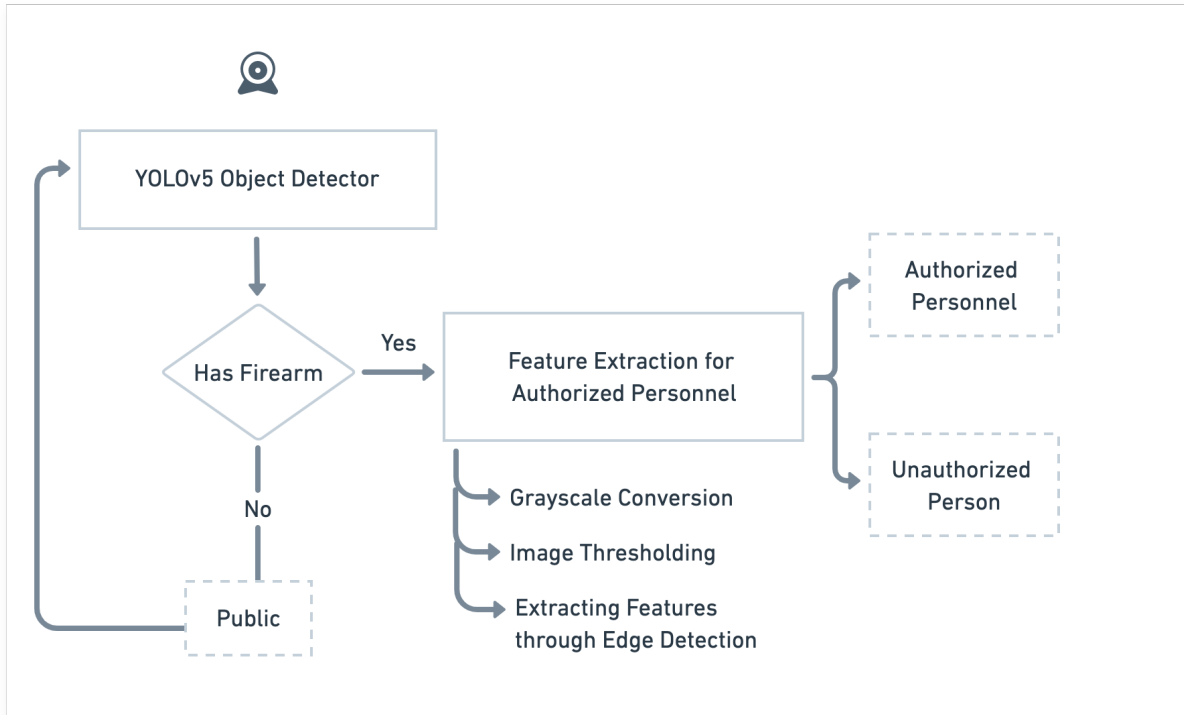 YOLOv5 Object Detector
Has Firearm
Yes
No
Public
Feature Extraction for
Authorized Personnel
Grayscale Conversion
Image Thresholding
Extracting Features
through Edge Detection
Authorized
Personnel
Unauthorized
Person